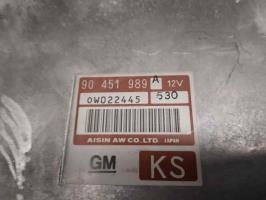 90 451 989 A 12V
0W022445 530
AISIN AW CO.,LTD JAPAN
GM KS